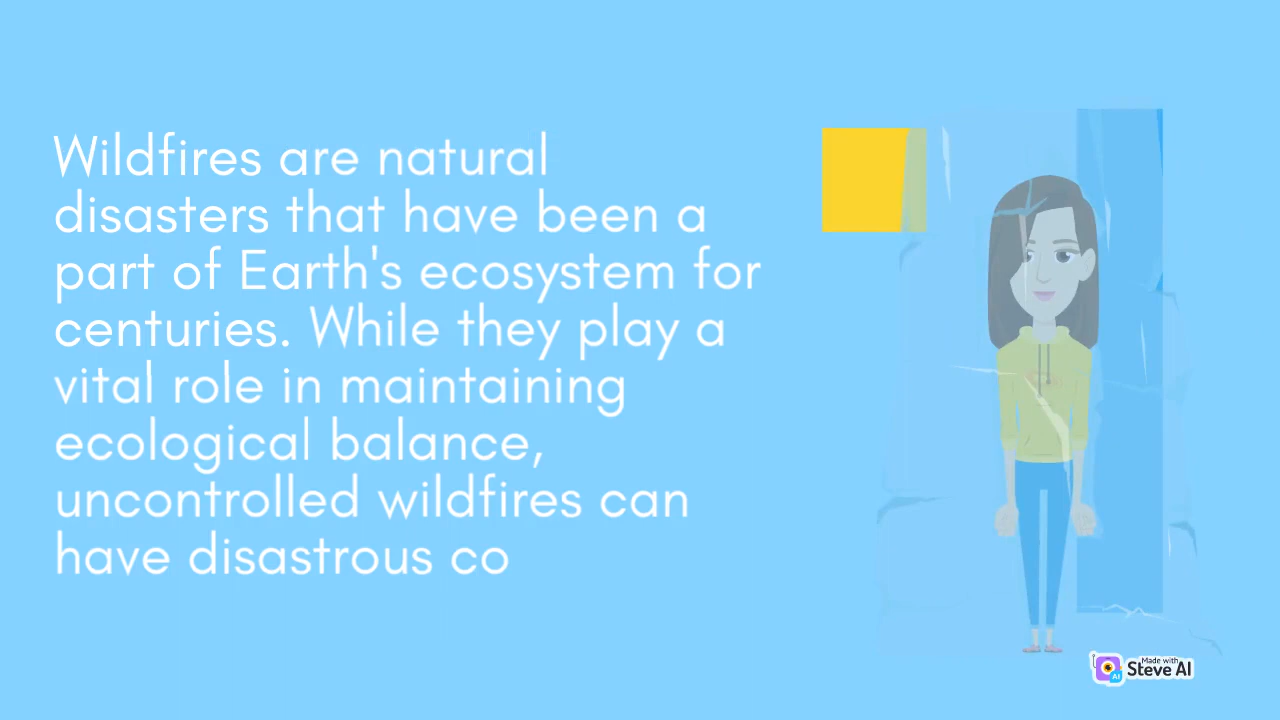 Wildfires are natural
disasters that have been a
part of Earth's ecosystem for
centuries. While they play a
vital role in maintaining
ecological balance,
uncontrolled wildfires can
have disastrous co
Made with
Steve AI
AI